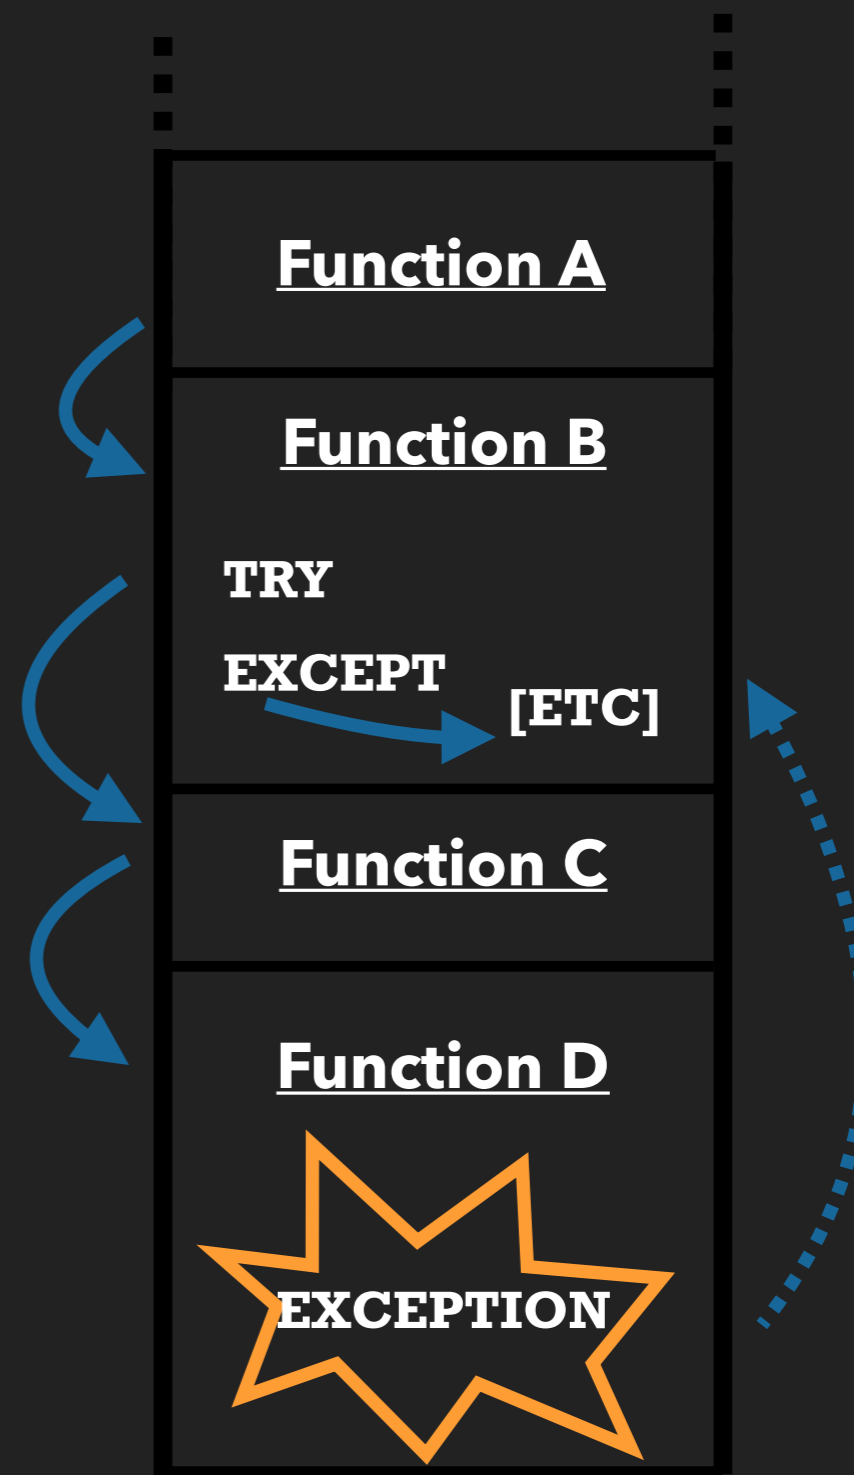 Function A
Function B
TRY
EXCEPT
[ETC]
Function C
Function D
EXCEPTION